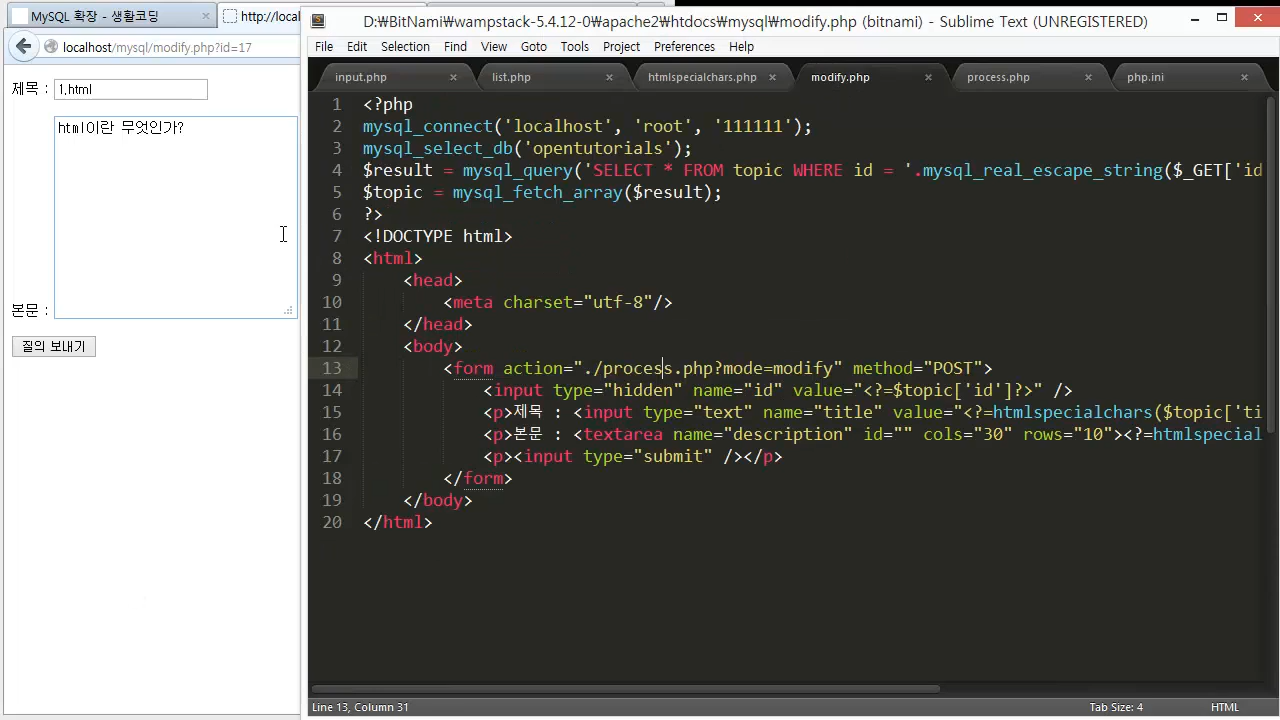 MySQL 확장 - 생활코딩
http://loca
localhost/mysql/modify.php?id=17
제목 : 1.html
html이란 무엇인가?
본문 :
질의 보내기
D:₩BitNami₩wampstack-5.4.12-0₩apache2₩htdocs₩mysql₩modify.php (bitnami) - Sublime Text (UNREGISTERED)
File Edit Selection Find View Goto Tools Project Preferences Help
input.php list.php htmlspecialchars.php modify.php process.php php.ini
1 <?php
2 mysql_connect('localhost', 'root', '111111');
3 mysql_select_db('opentutorials');
4 $result = mysql_query('SELECT * FROM topic WHERE id = '.mysql_real_escape_string($_GET['id
5 $topic = mysql_fetch_array($result);
6 ?>
7 <!DOCTYPE html>
8 <html>
9 <head>
10 <meta charset="utf-8"/>
11 </head>
12 <body>
13 <form action="./process.php?mode=modify" method="POST">
14 <input type="hidden" name="id" value="<?=$topic['id']?>" />
15 <p>제목 : <input type="text" name="title" value="<?=htmlspecialchars($topic['ti
16 <p>본문 : <textarea name="description" id="" cols="30" rows="10"><?=htmlspecial
17 <p><input type="submit" /></p>
18 </form>
19 </body>
20 </html>
Line 13, Column 31 Tab Size: 4 HTML